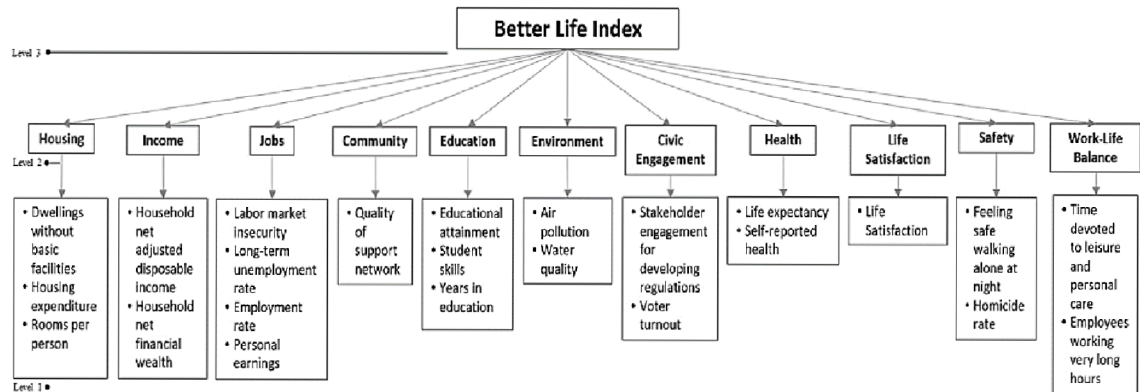 Better Life Index
Level 3
Housing
Income
Jobs
Community
Education
Environment
Civic
Engagement
Health
Life
Satisfaction
Safety
Work-Life
Balance
Level 2
• Dwellings
without
basic
facilities
• Housing
expenditure
• Rooms per
person
• Household
net
adjusted
disposable
income
• Household
net
financial
wealth
• Labor market
insecurity
• Long-term
unemployment
rate
• Employment
rate
• Personal
earnings
• Quality
of
support
network
• Educational
attainment
• Student
skills
• Years in
education
• Air
pollution
• Water
quality
• Stakeholder
engagement
for
developing
regulations
• Voter
turnout
• Life expectancy
• Self-reported
health
• Life
Satisfaction
• Feeling
safe
walking
alone at
night
• Homicide
rate
• Time
devoted to
leisure and
personal
care
• Employees
working
very long
hours
Level 1